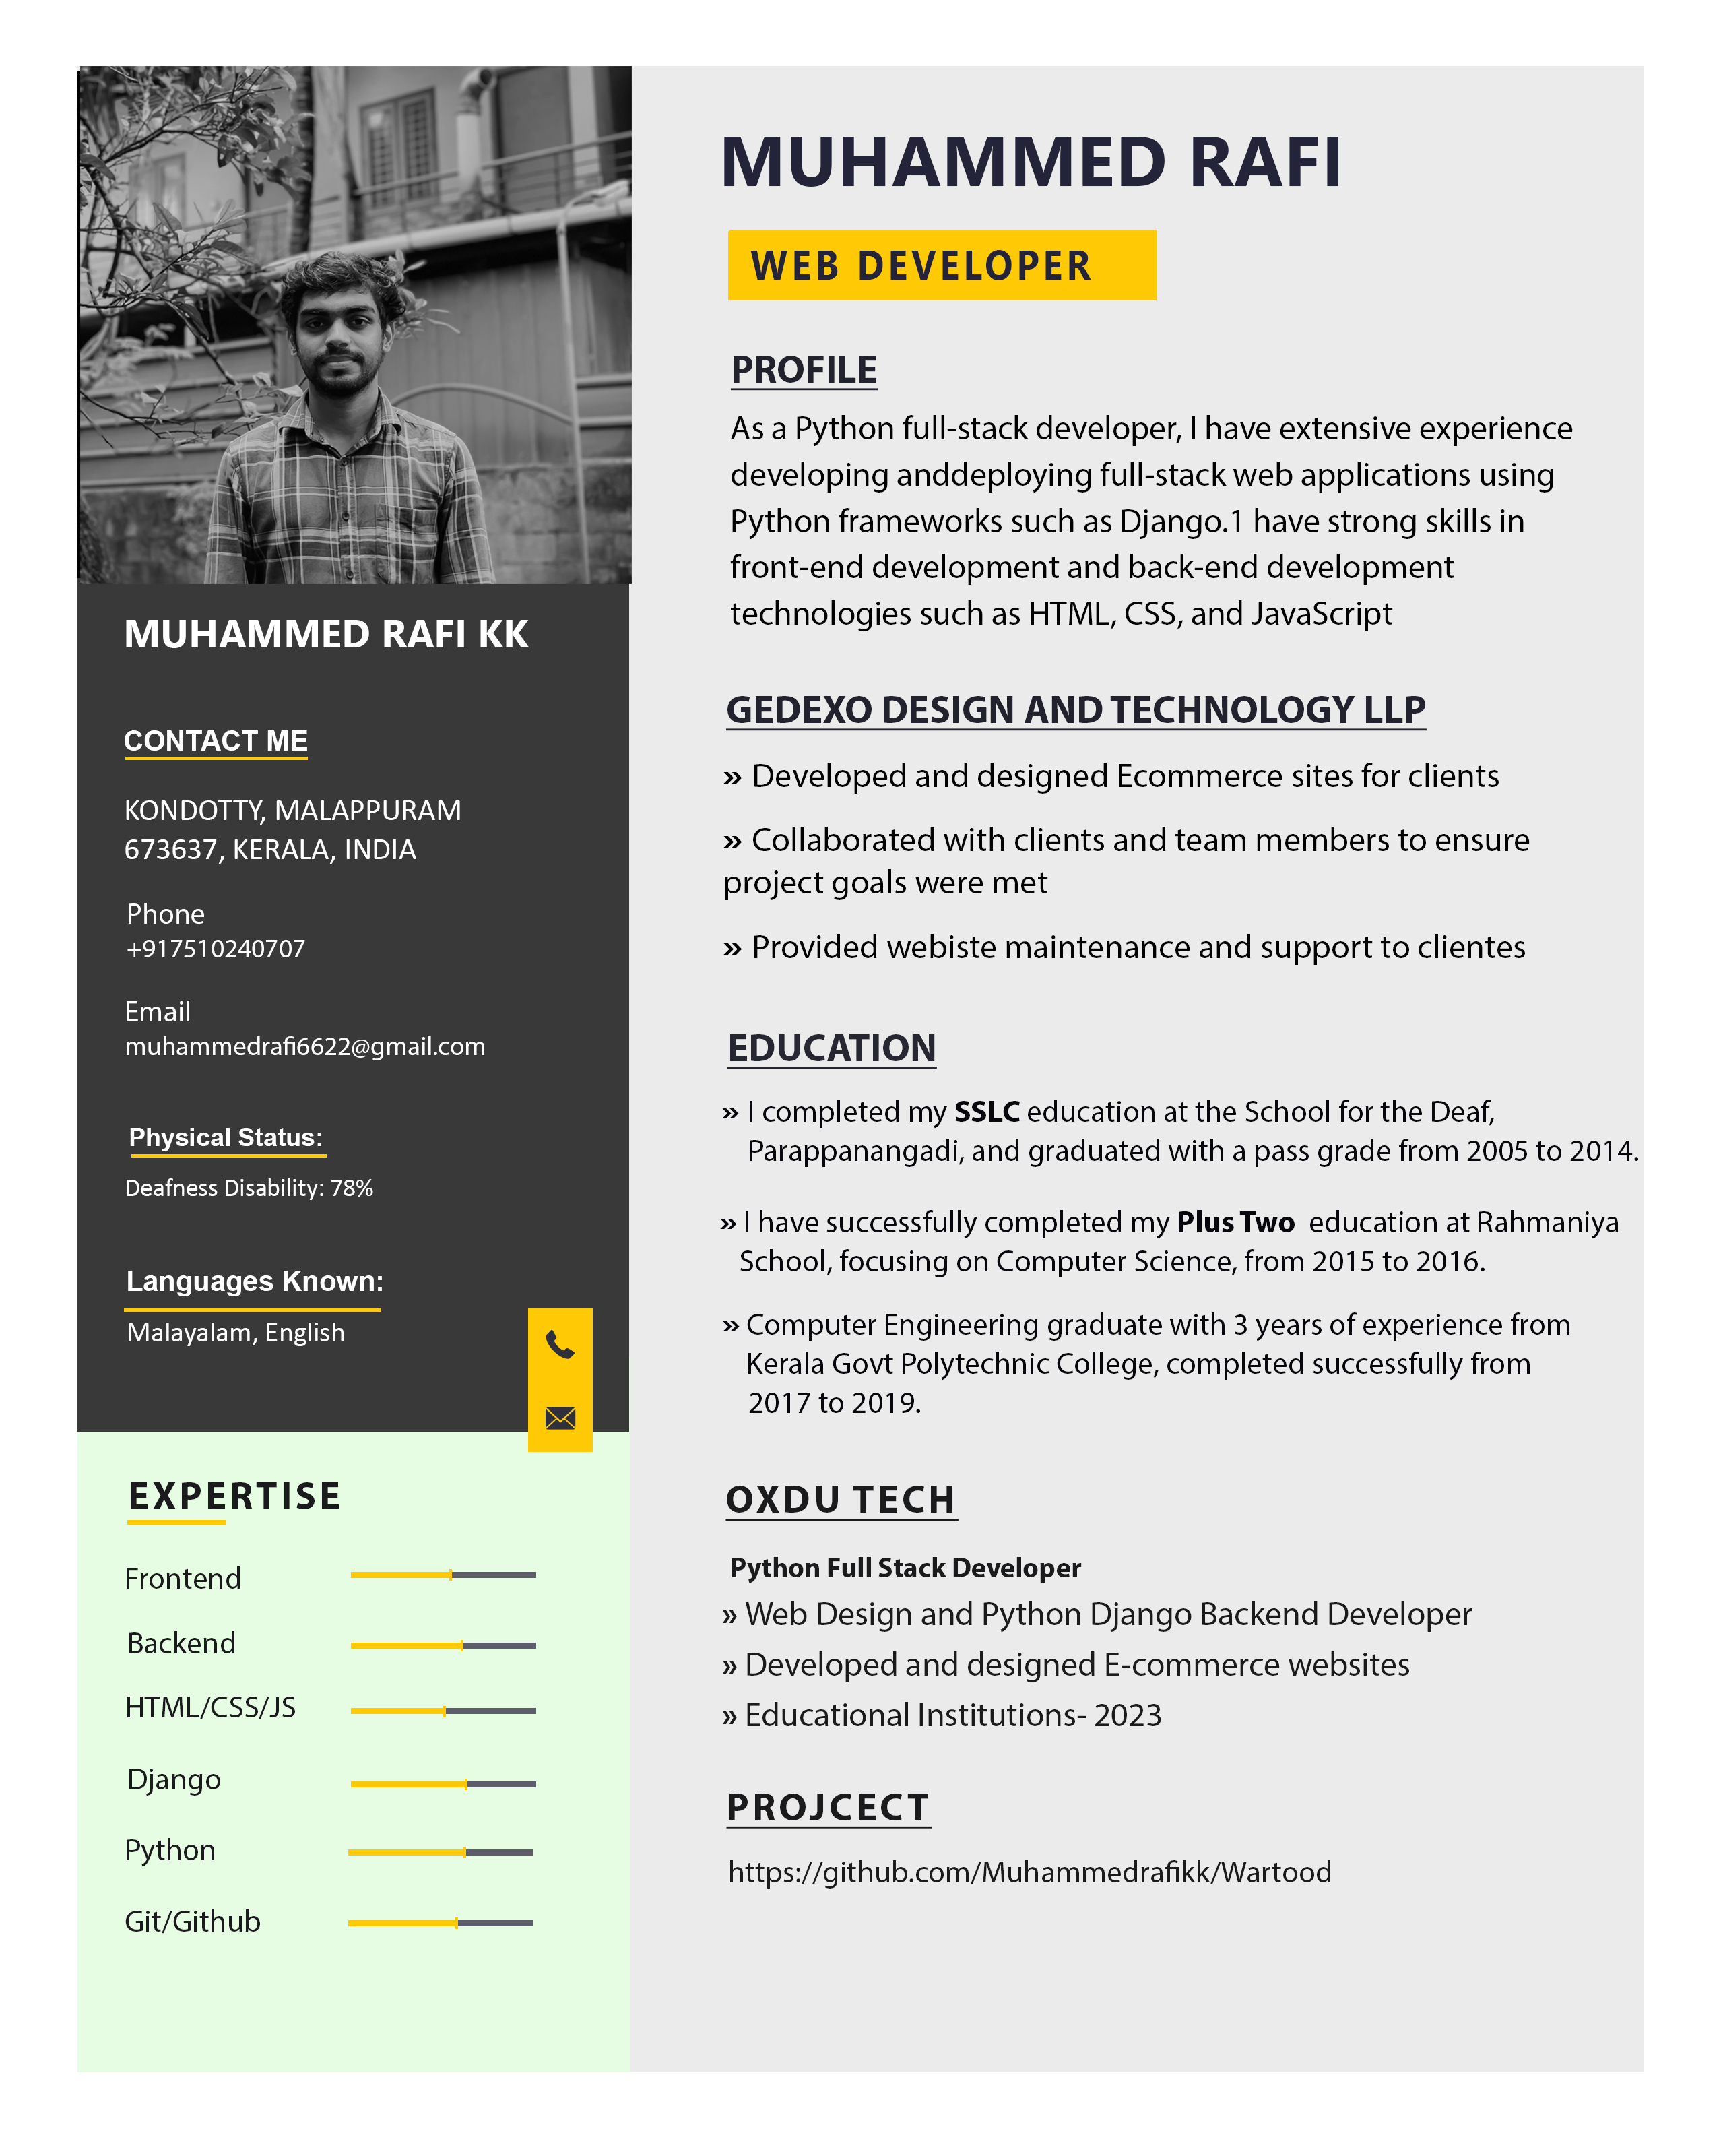 MUHAMMED RAFI KK
CONTACT ME
KONDOTTY, MALAPPURAM
673637, KERALA, INDIA
Phone
+917510240707
Email
muhammedrafi6622@gmail.com
Physical Status:
Deafness Disability: 78%
Languages Known:
Malayalam, English
EXPERTISE
Frontend
Backend
HTML/CSS/JS
Django
Python
Git/Github
MUHAMMED RAFI
WEB DEVELOPER
PROFILE
As a Python full-stack developer, I have extensive experience
developing anddeploying full-stack web applications using
Python frameworks such as Django.1 have strong skills in
front-end development and back-end development
technologies such as HTML, CSS, and JavaScript
GEDEXO DESIGN AND TECHNOLOGY LLP
» Developed and designed Ecommerce sites for clients
» Collaborated with clients and team members to ensure
project goals were met
» Provided webiste maintenance and support to clientes
EDUCATION
» I completed my SSLC education at the School for the Deaf,
Parappanangadi, and graduated with a pass grade from 2005 to 2014.
» I have successfully completed my Plus Two education at Rahmaniya
School, focusing on Computer Science, from 2015 to 2016.
» Computer Engineering graduate with 3 years of experience from
Kerala Govt Polytechnic College, completed successfully from
2017 to 2019.
OXDU TECH
Python Full Stack Developer
» Web Design and Python Django Backend Developer
» Developed and designed E-commerce websites
» Educational Institutions- 2023
PROJCECT
https://github.com/Muhammedrafikk/Wartood